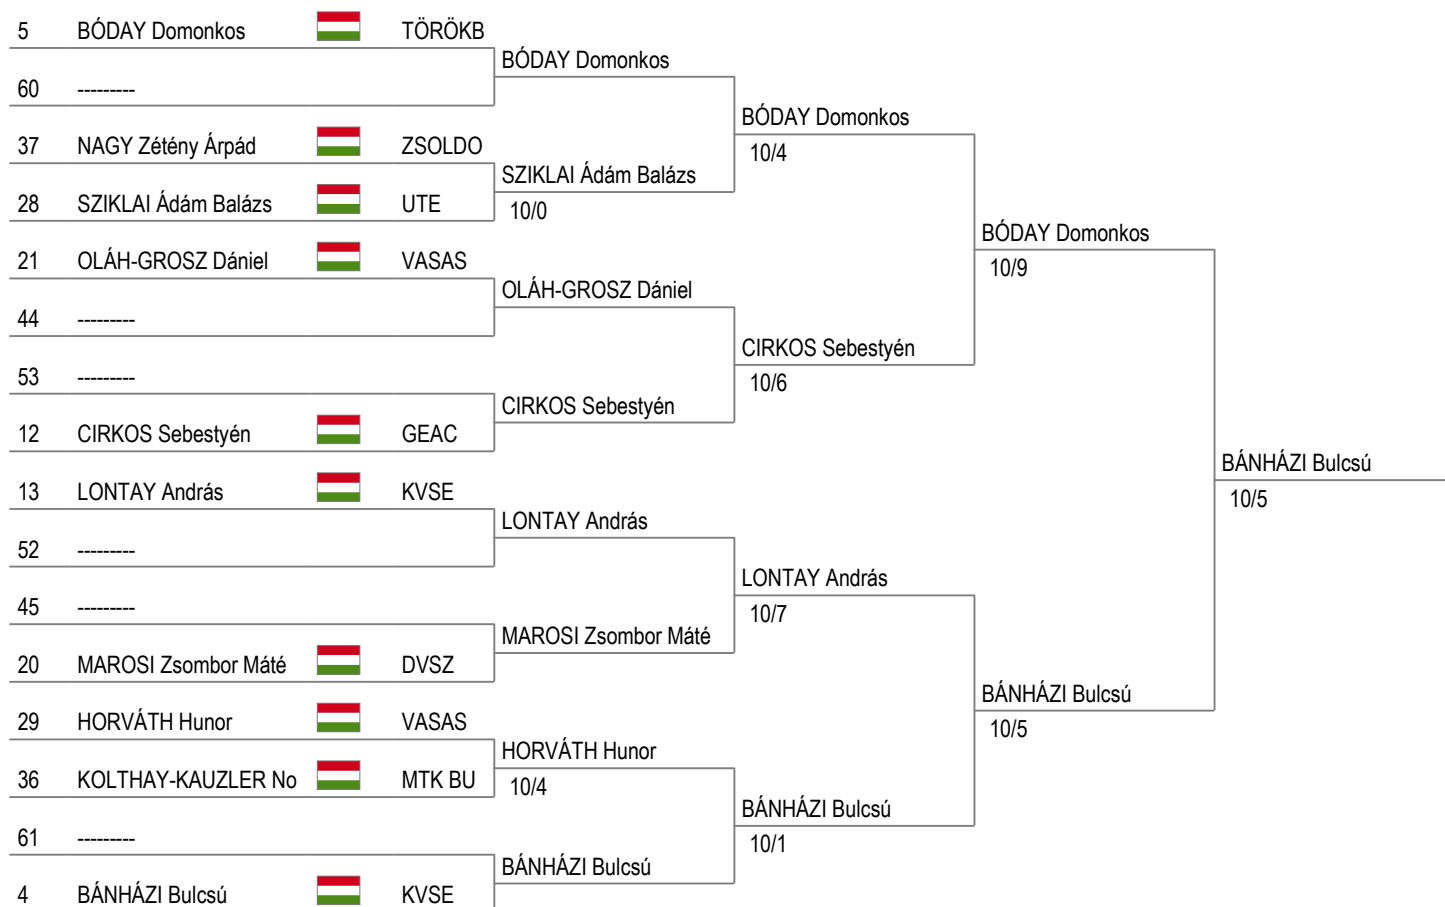 5 BÓDAY Domonkos TÖRÖKB
BÓDAY Domonkos
60 ---------
BÓDAY Domonkos
10/4
37 NAGY Zétény Árpád ZSOLDO
SZIKLAI Ádám Balázs
10/0
28 SZIKLAI Ádám Balázs UTE
BÓDAY Domonkos
10/9
21 OLÁH-GROSZ Dániel VASAS
OLÁH-GROSZ Dániel
44 ---------
CIRKOS Sebestyén
10/6
53 ---------
CIRKOS Sebestyén
12 CIRKOS Sebestyén GEAC
BÁNHÁZI Bulcsú
10/5
13 LONTAY András KVSE
LONTAY András
52 ---------
LONTAY András
10/7
45 ---------
MAROSI Zsombor Máté
20 MAROSI Zsombor Máté DVSZ
BÁNHÁZI Bulcsú
10/5
29 HORVÁTH Hunor VASAS
HORVÁTH Hunor
10/4
36 KOLTHAY-KAUZLER No MTK BU
BÁNHÁZI Bulcsú
10/1
61 ---------
BÁNHÁZI Bulcsú
4 BÁNHÁZI Bulcsú KVSE